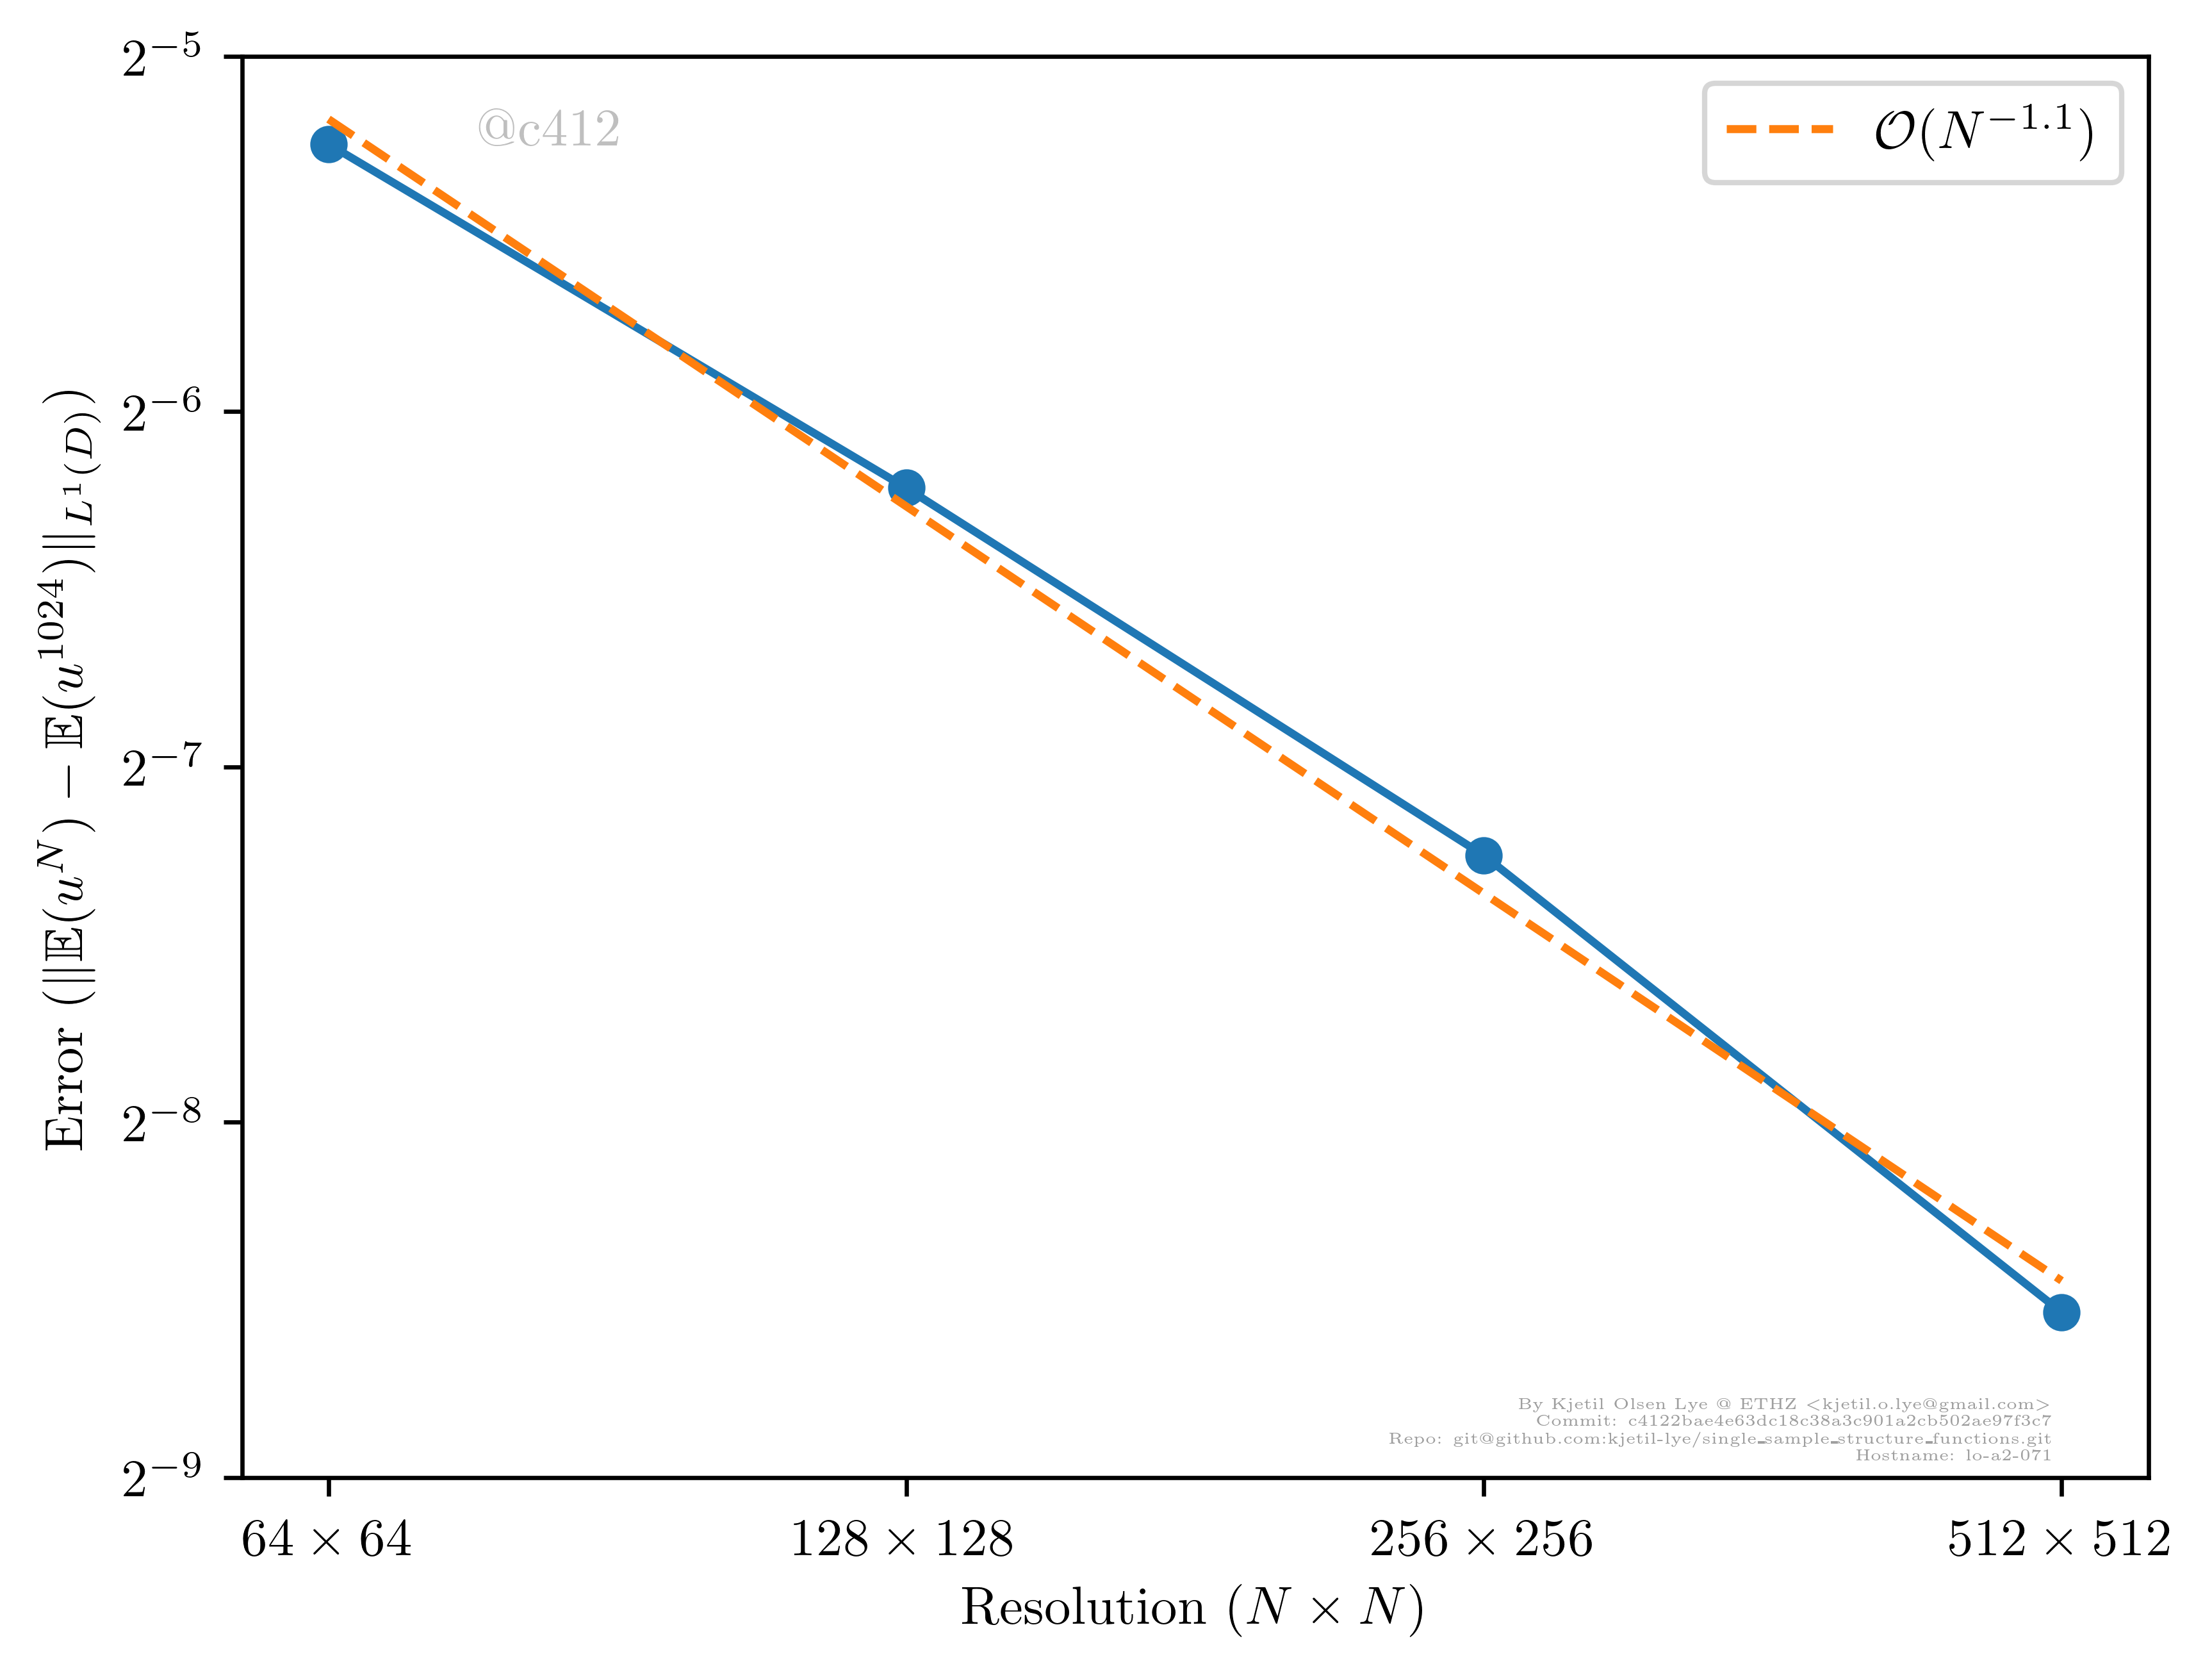 2^{-5}
@c412
𝒪(N^{-1.1})
2^{-6}
2^{-7}
2^{-8}
2^{-9}
Error (||𝔼(u^N) − 𝔼(u^{1024})||_{L^1(D)})
By Kjetil Olsen Lye @ ETHZ <kjetil.o.lye@gmail.com>
Commit: c4122bae4e63dc18c38a3c901a2cb502ae97f3c7
Repo: git@github.com:kjetil-lye/single_sample_structure_functions.git
Hostname: lo-a2-071
64 × 64 128 × 128 256 × 256 512 × 512
Resolution (N × N)